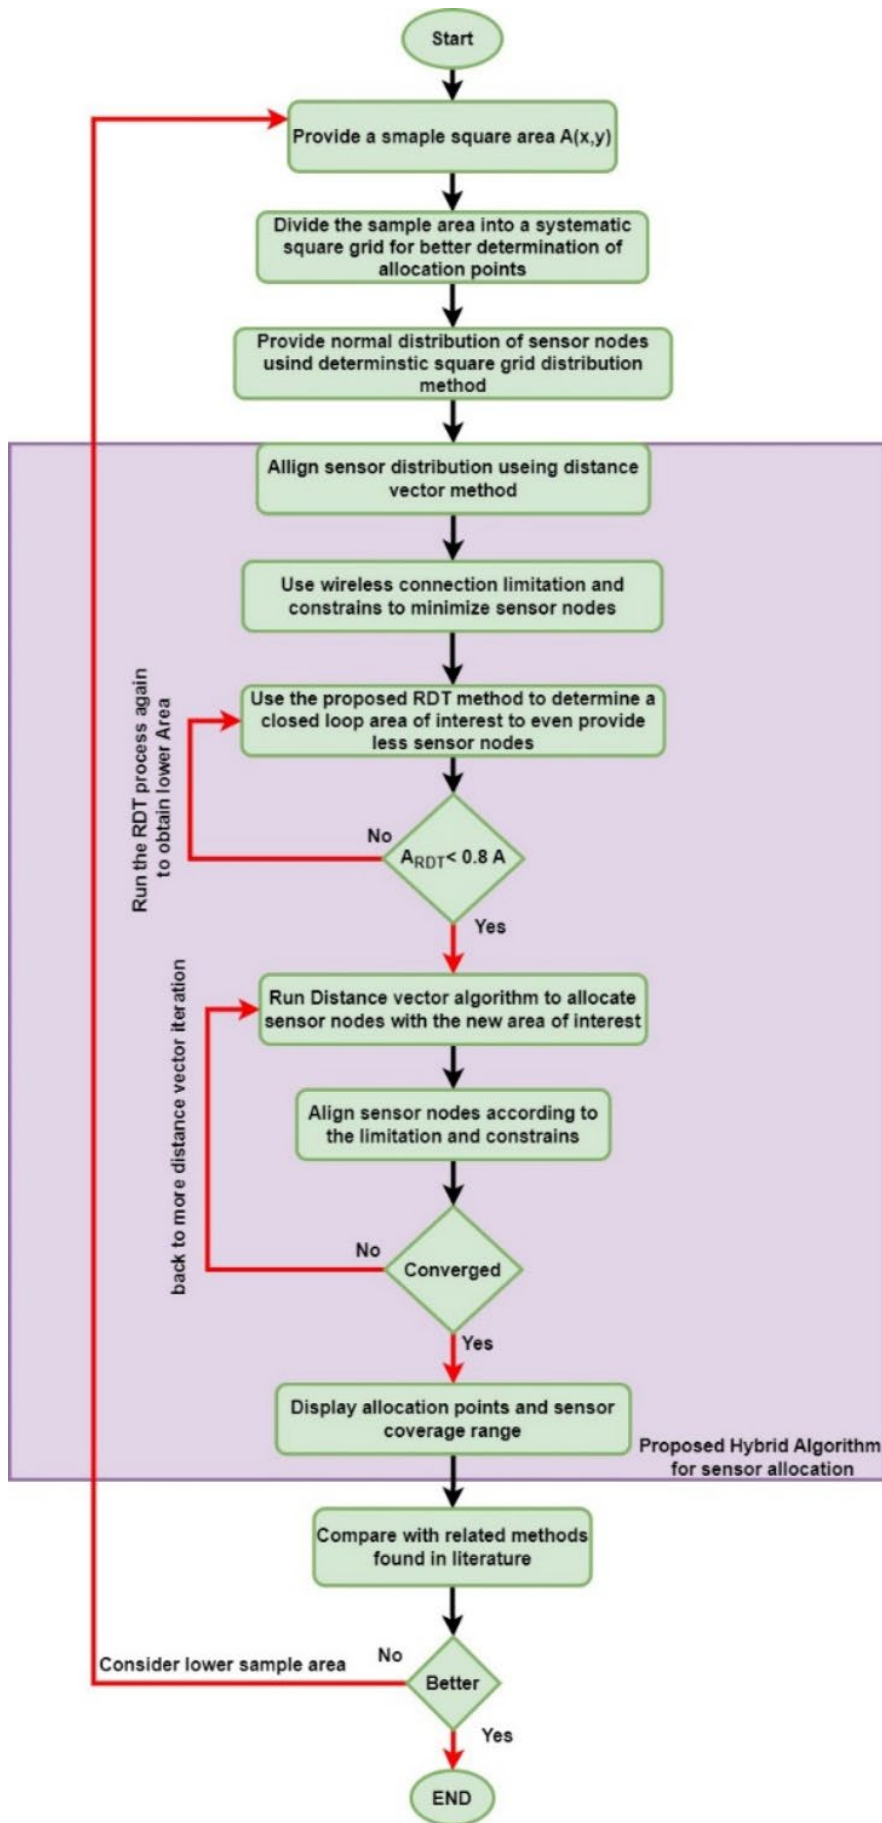 Start
Provide a smaple square area A(x,y)
Divide the sample area into a systematic
square grid for better determination of
allocation points
Provide normal distribution of sensor nodes
usind determinstic square grid distribution
method
Allign sensor distribution useing distance
vector method
Use wireless connection limitation and
constrains to minimize sensor nodes
Use the proposed RDT method to determine a
closed loop area of interest to even provide
less sensor nodes
Run the RDT process again
to obtain lower Area
No
ARDT< 0.8 A
Yes
Run Distance vector algorithm to allocate
sensor nodes with the new area of interest
back to more distance vector iteration
Align sensor nodes according to
the limitation and constrains
No
Converged
Yes
Display allocation points and sensor
coverage range
Proposed Hybrid Algorithm
for sensor allocation
Compare with related methods
found in literature
No
Consider lower sample area
Better
Yes
END